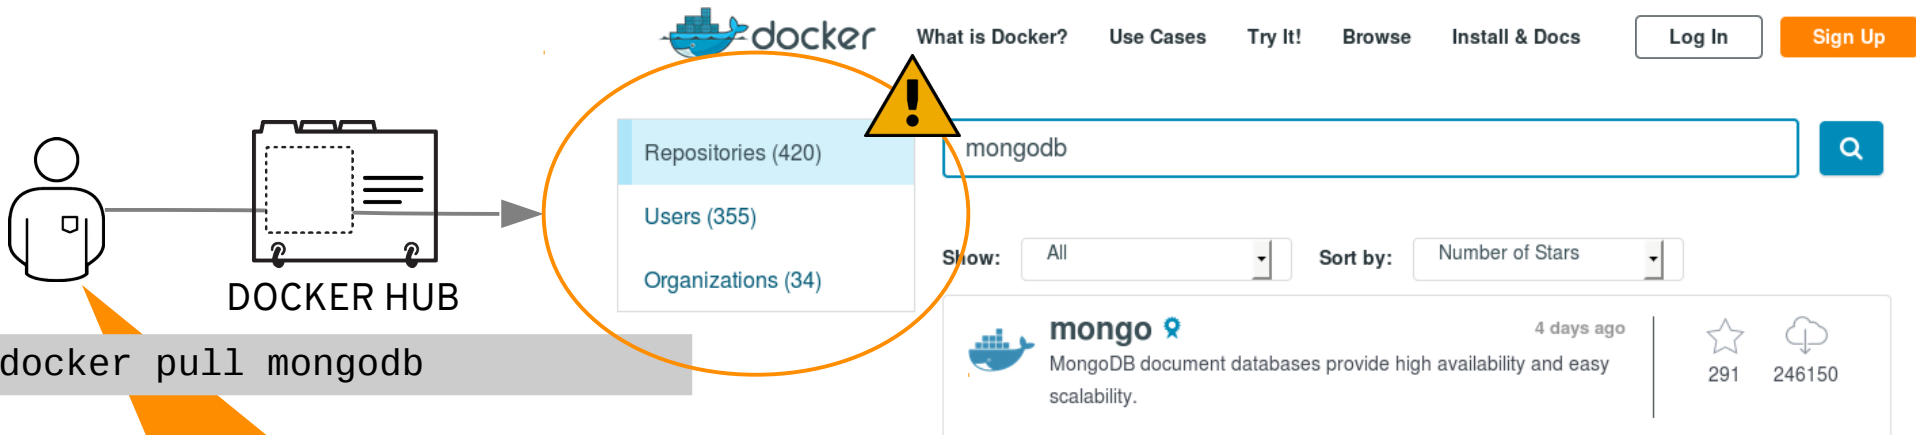 docker What is Docker? Use Cases Try It! Browse Install & Docs Log In Sign Up
Repositories (420)
mongodb
Users (355)
Organizations (34)
Show: All Sort by: Number of Stars
DOCKER HUB
docker pull mongodb
mongo 4 days ago
MongoDB document databases provide high availability and easy
scalability.
291 246150